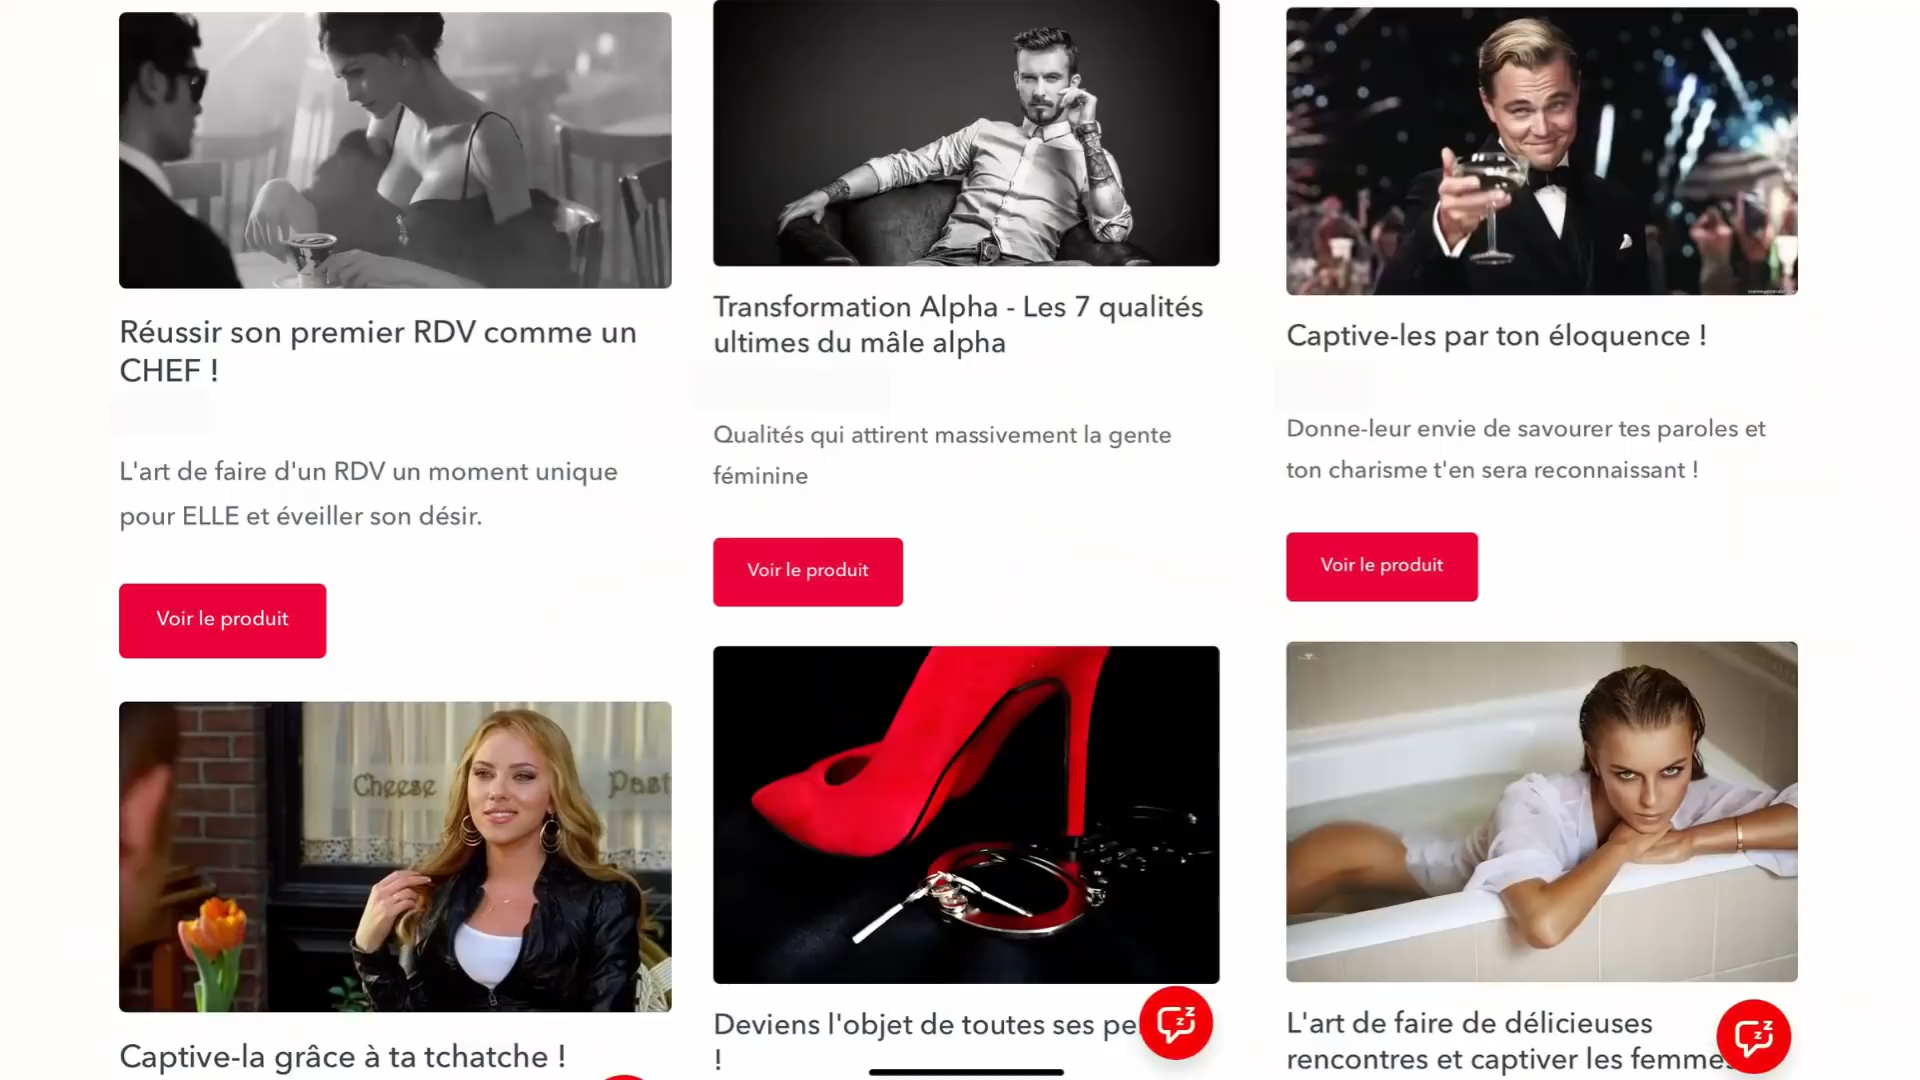 Réussir son premier RDV comme un
CHEF !
L'art de faire d'un RDV un moment unique
pour ELLE et éveiller son désir.
Voir le produit
Cheese
Past
Captive-la grâce à ta tchatche !
Transformation Alpha - Les 7 qualités
ultimes du mâle alpha
Qualités qui attirent massivement la gente
féminine
Voir le produit
Deviens l'objet de toutes ses pe
!
Captive-les par ton éloquence !
Donne-leur envie de savourer tes paroles et
ton charisme t'en sera reconnaissant !
Voir le produit
L'art de faire de délicieuses
rencontres et captiver les femmes